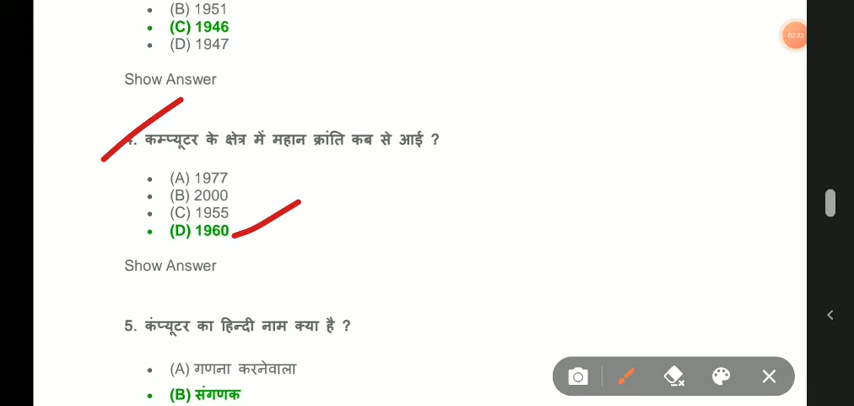 (B) 1951
(C) 1946
(D) 1947
Show Answer
4. कम्प्यूटर के क्षेत्र में महान क्रांति कब से आई ?
(A) 1977
(B) 2000
(C) 1955
(D) 1960
Show Answer
5. कंप्यूटर का हिन्दी नाम क्या है ?
(A) गणना करनेवाला
(B) संगणक